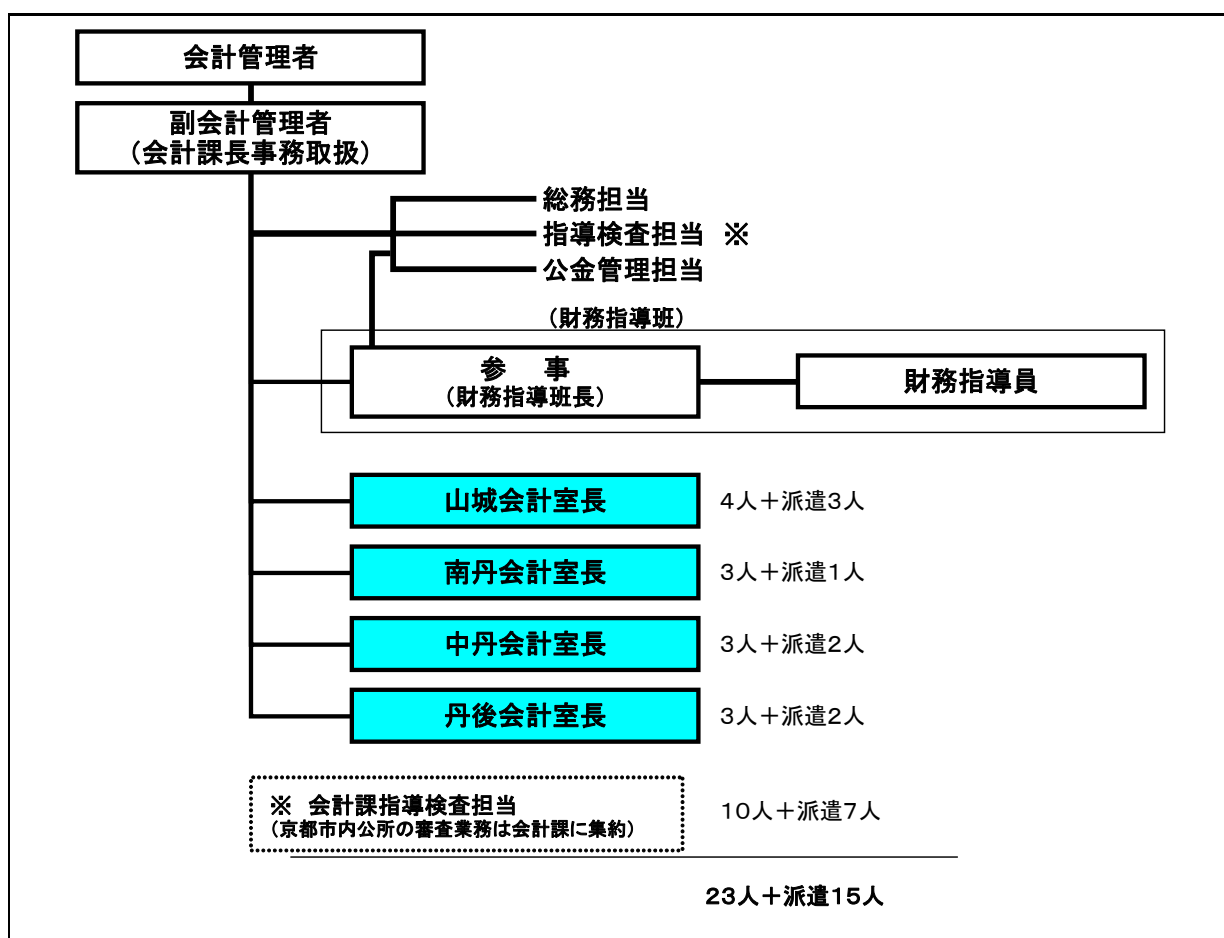 会計管理者
副会計管理者
(会計課長事務取扱)
総務担当
指導検査担当 ※
公金管理担当
(財務指導班)
参 事
(財務指導班長)
財務指導員
山城会計室長 4人+派遣3人
南丹会計室長 3人+派遣1人
中丹会計室長 3人+派遣2人
丹後会計室長 3人+派遣2人
※ 会計課指導検査担当 10人+派遣7人
(京都市内公所の審査業務は会計課に集約)
23人+派遣15人